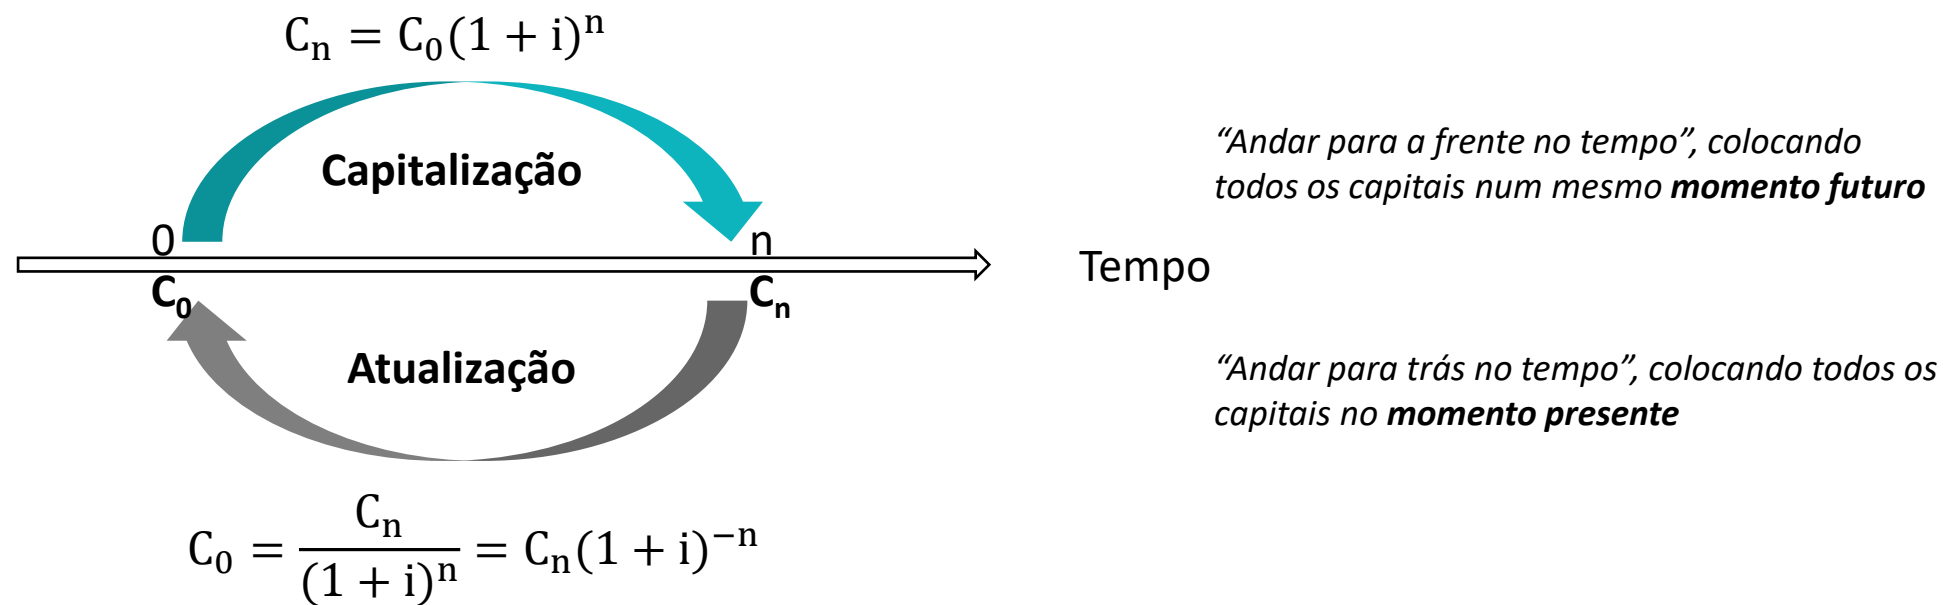 Cₙ = C₀(1 + i)ⁿ
Capitalização
“Andar para a frente no tempo”, colocando
todos os capitais num mesmo momento futuro
0
n
Tempo
C₀
Cₙ
Atualização
“Andar para trás no tempo”, colocando todos os
capitais no momento presente
C₀ = Cₙ/(1 + i)ⁿ = Cₙ(1 + i)⁻ⁿ